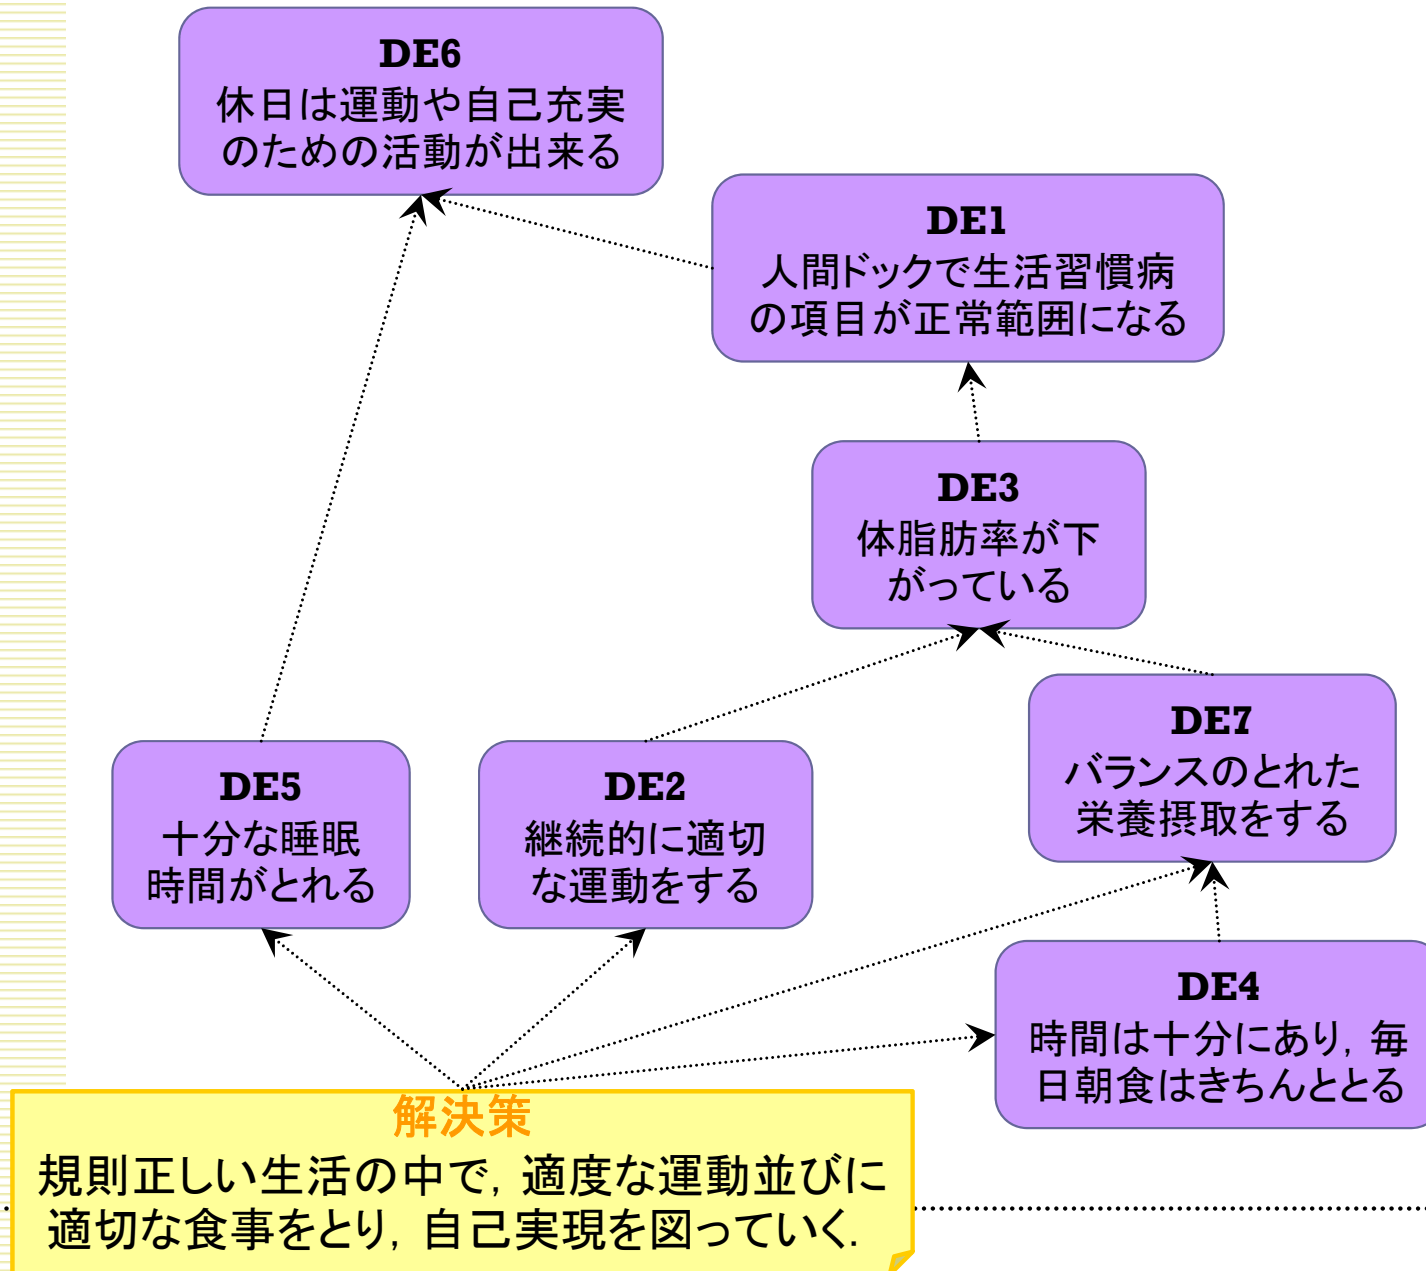 DE6
休日は運動や自己充実
のための活動が出来る
DE1
人間ドックで生活習慣病
の項目が正常範囲になる
DE3
体脂肪率が下
がっている
DE7
バランスのとれた
栄養摂取をする
DE5
十分な睡眠
時間がとれる
DE2
継続的に適切
な運動をする
DE4
時間は十分にあり，毎
日朝食はきちんととる
解決策
規則正しい生活の中で，適度な運動並びに
適切な食事をとり，自己実現を図っていく．